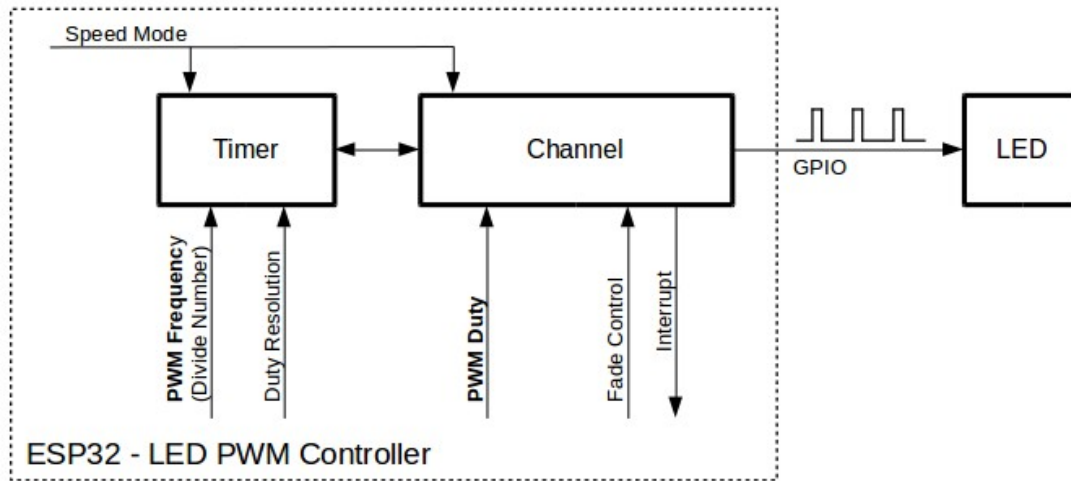 Speed Mode
Timer
Channel
LED
GPIO
PWM Frequency
(Divide Number)
Duty Resolution
PWM Duty
Fade Control
Interrupt
ESP32 - LED PWM Controller